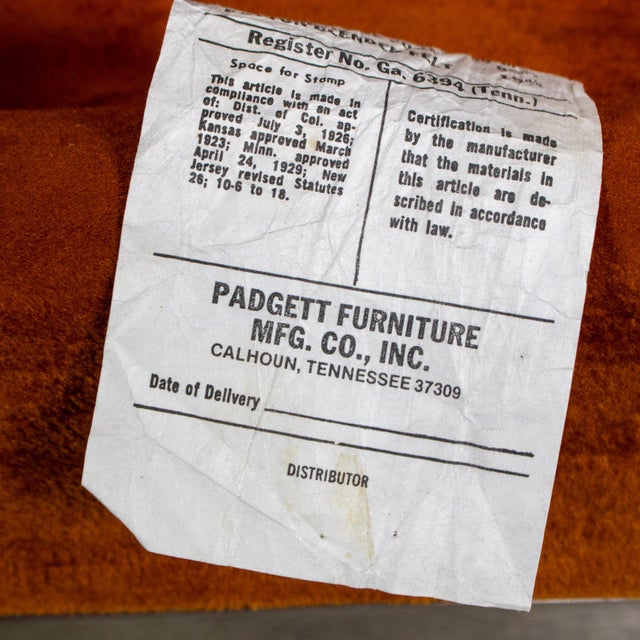 Register No. Ga. 6394 (Tenn.)
Space for Stamp
This article is made in
compliance with an act
of: Dist. of Col. ap-
proved July 3, 1926;
Kansas approved March
1923; Minn. approved
April 24, 1929; New
Jersey revised Statutes
26; 10-6 to 18.
Certification is made
by the manufacturer
that the materials in
this article are de-
scribed in accordance
with law.
PADGETT FURNITURE
MFG. CO., INC.
CALHOUN, TENNESSEE 37309
Date of Delivery
DISTRIBUTOR